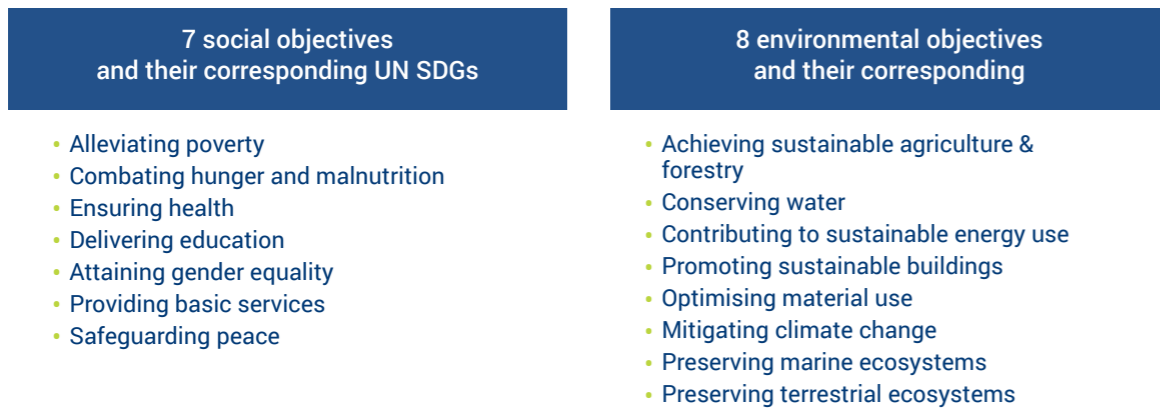 7 social objectives
and their corresponding UN SDGs
• Alleviating poverty
• Combating hunger and malnutrition
• Ensuring health
• Delivering education
• Attaining gender equality
• Providing basic services
• Safeguarding peace
8 environmental objectives
and their corresponding
• Achieving sustainable agriculture &
forestry
• Conserving water
• Contributing to sustainable energy use
• Promoting sustainable buildings
• Optimising material use
• Mitigating climate change
• Preserving marine ecosystems
• Preserving terrestrial ecosystems